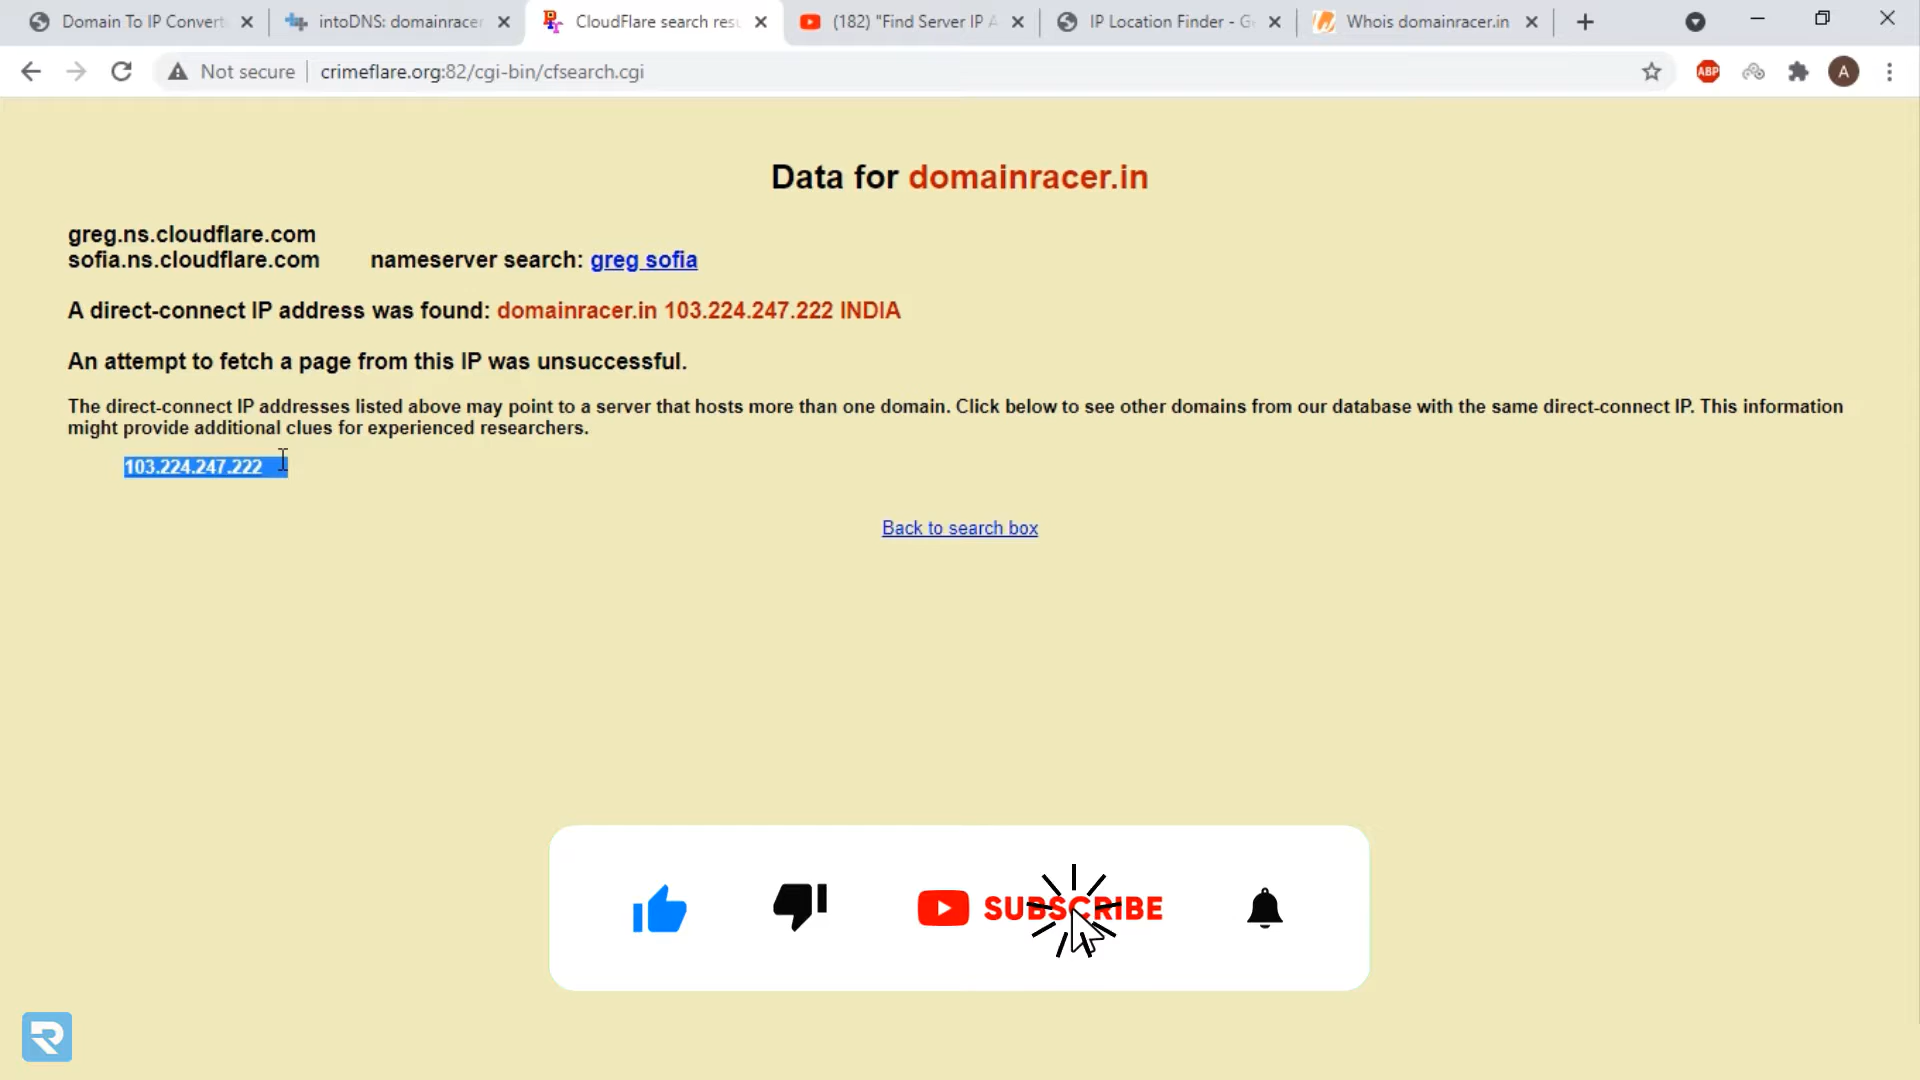 Domain To IP Convert
intoDNS: domainracer
CloudFlare search res
(182) "Find Server IP A
IP Location Finder - Ge
Whois domainracer.in
Not secure
crimeflare.org:82/cgi-bin/cfsearch.cgi
ABP
A
Data for domainracer.in
greg.ns.cloudflare.com
sofia.ns.cloudflare.com nameserver search: greg sofia
A direct-connect IP address was found: domainracer.in 103.224.247.222 INDIA
An attempt to fetch a page from this IP was unsuccessful.
The direct-connect IP addresses listed above may point to a server that hosts more than one domain. Click below to see other domains from our database with the same direct-connect IP. This information
might provide additional clues for experienced researchers.
103.224.247.222
Back to search box
SUBSCRIBE
R